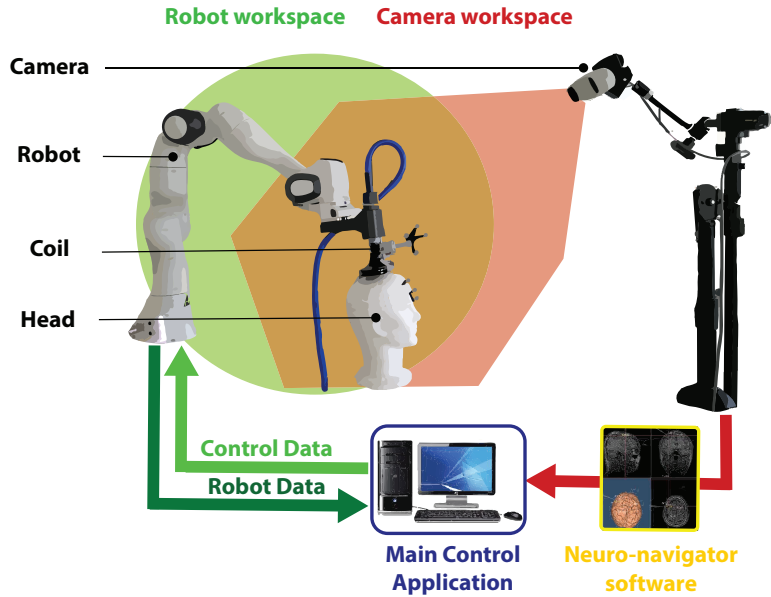 Robot workspace
Camera workspace
Camera
Robot
Coil
Head
Control Data
Robot Data
Main Control
Application
Neuro-navigator
software